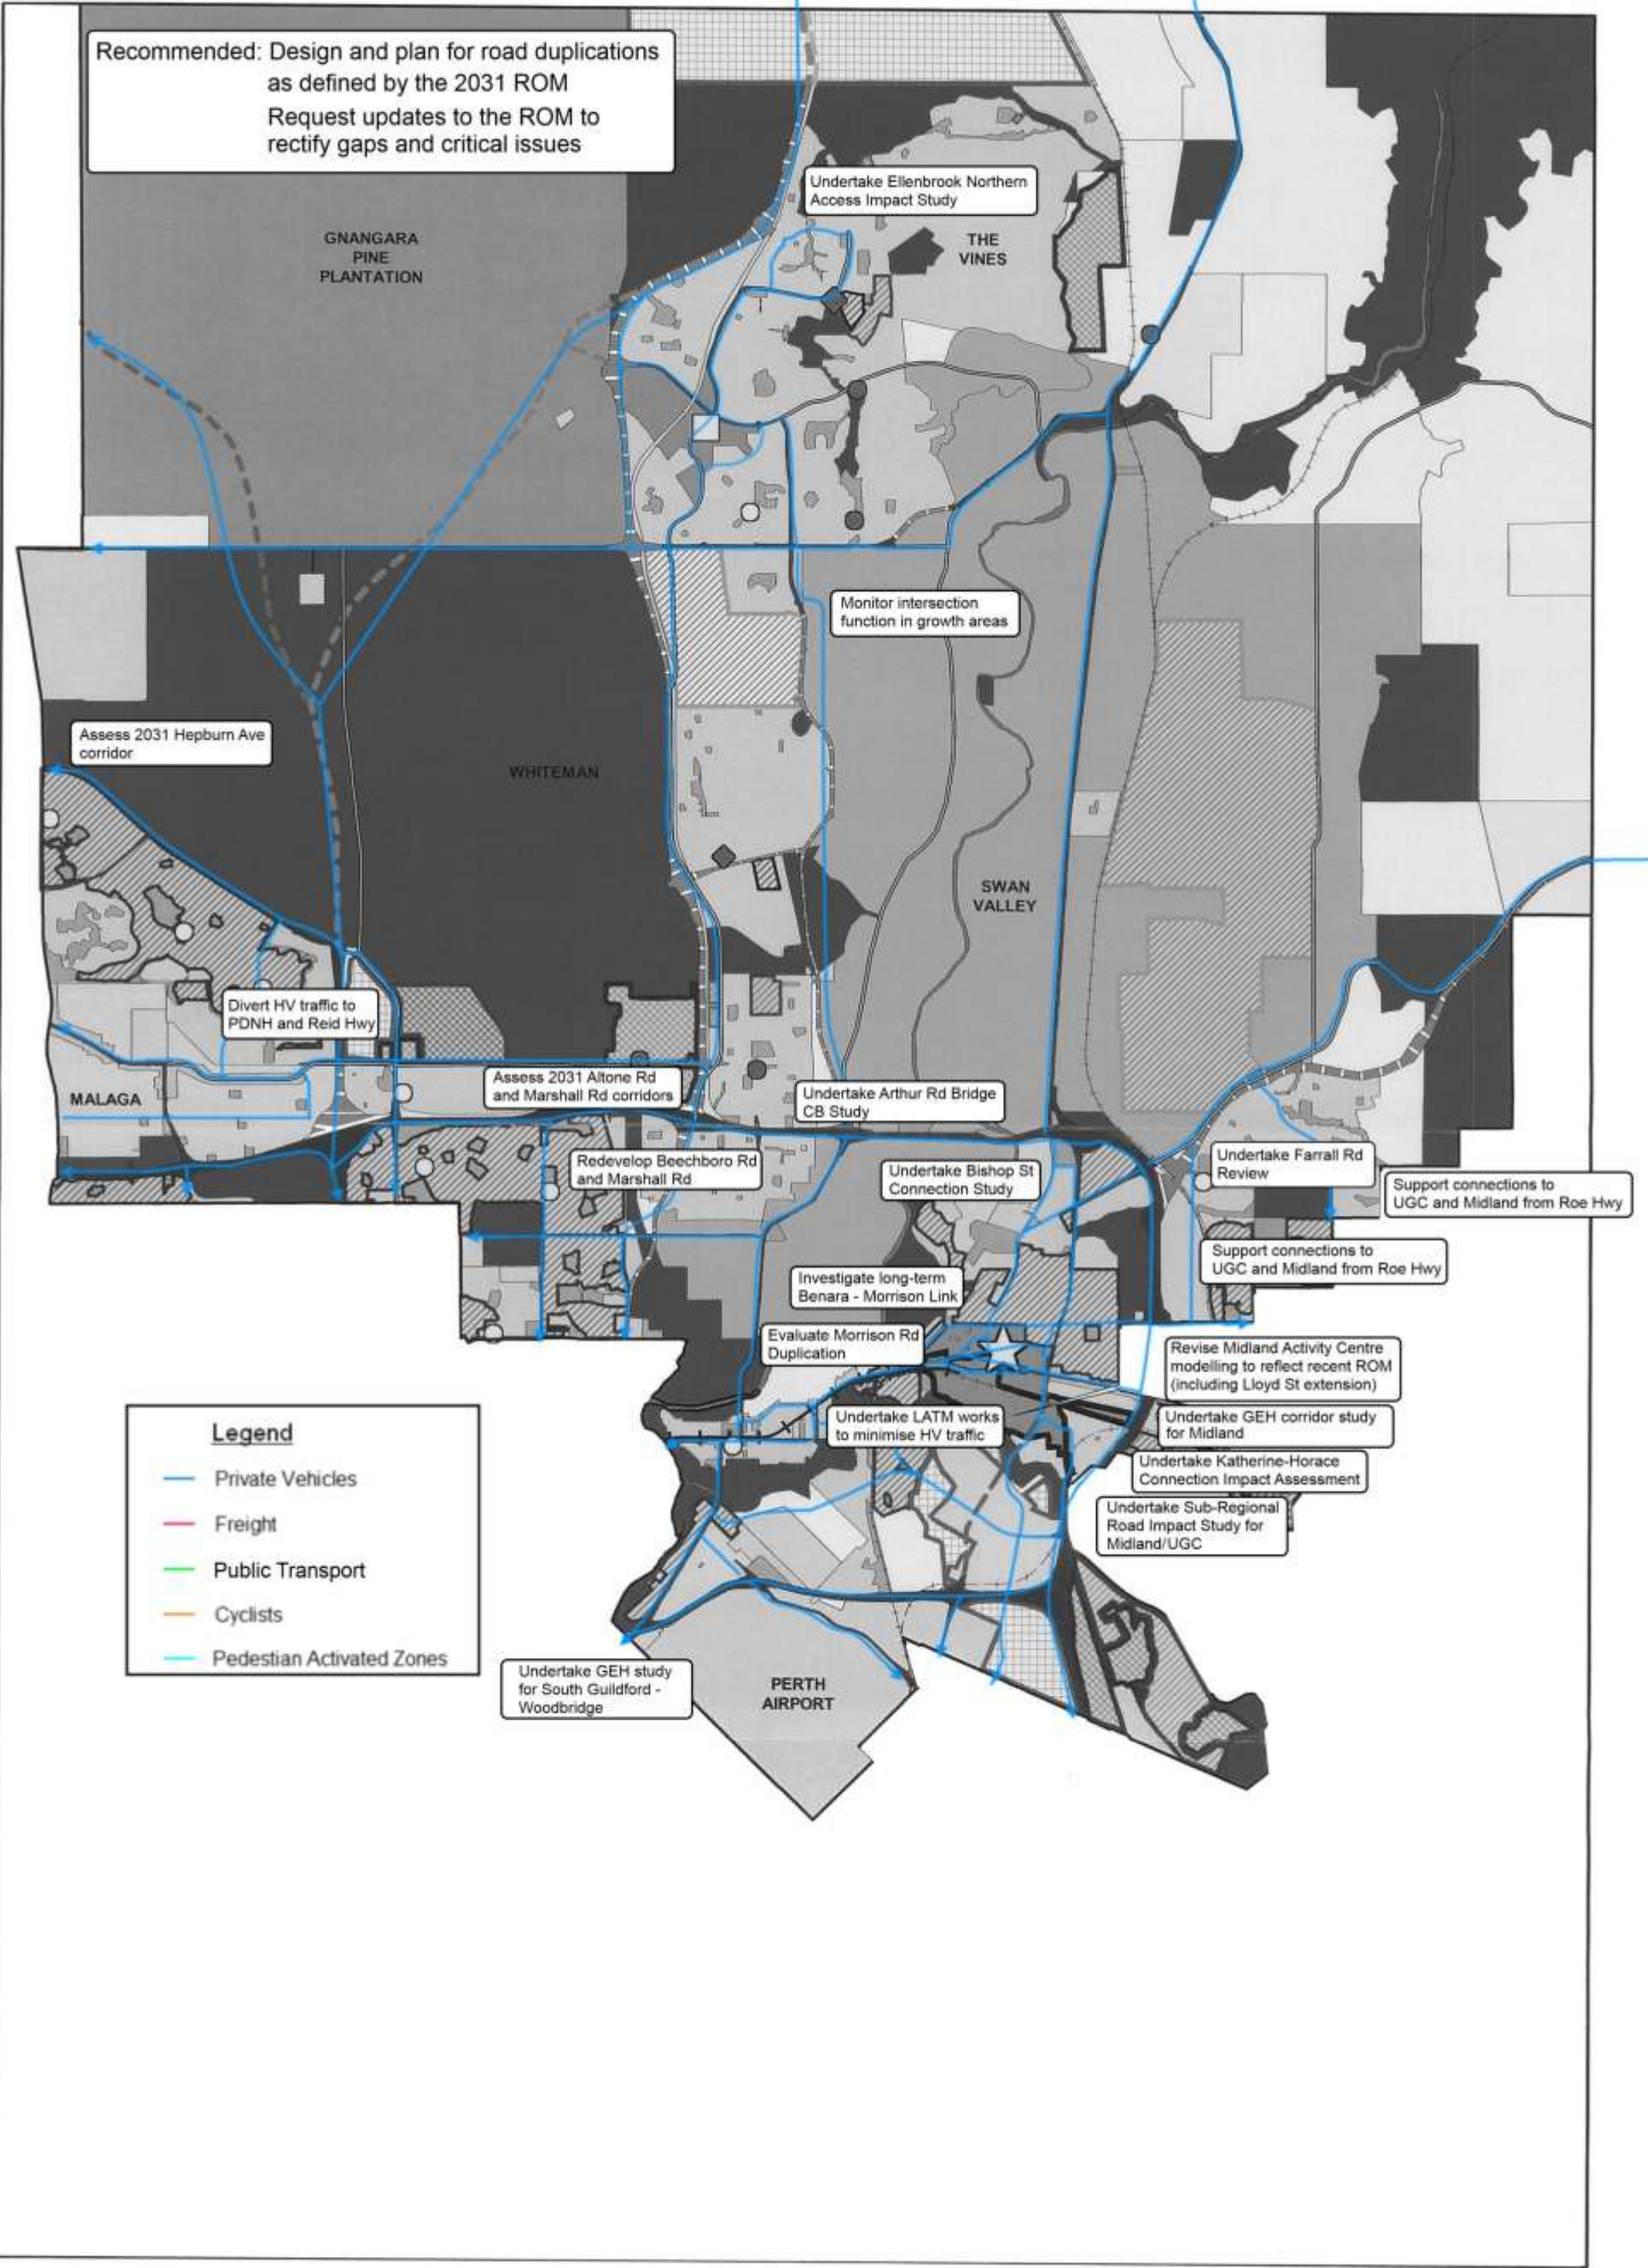 Recommended: Design and plan for road duplications
as defined by the 2031 ROM
Request updates to the ROM to
rectify gaps and critical issues
Undertake Ellenbrook Northern
Access Impact Study
GNANGARA
PINE
PLANTATION
THE
VINES
Monitor intersection
function in growth areas
Assess 2031 Hepburn Ave
corridor
WHITEMAN
SWAN
VALLEY
Divert HV traffic to
PDNH and Reid Hwy
MALAGA
Assess 2031 Altone Rd
and Marshall Rd corridors
Undertake Arthur Rd Bridge
CB Study
Redevelop Beechboro Rd
and Marshall Rd
Undertake Bishop St
Connection Study
Undertake Farrall Rd
Review
Support connections to
UGC and Midland from Roe Hwy
Support connections to
UGC and Midland from Roe Hwy
Investigate long-term
Benara - Morrison Link
Evaluate Morrison Rd
Duplication
Revise Midland Activity Centre
modelling to reflect recent ROM
(including Lloyd St extension)
Undertake LATM works
to minimise HV traffic
Undertake GEH corridor study
for Midland
Undertake Katherine-Horace
Connection Impact Assessment
Undertake Sub-Regional
Road Impact Study for
Midland/UGC
Legend
Private Vehicles
Freight
Public Transport
Cyclists
Pedestian Activated Zones
Undertake GEH study
for South Guildford -
Woodbridge
PERTH
AIRPORT